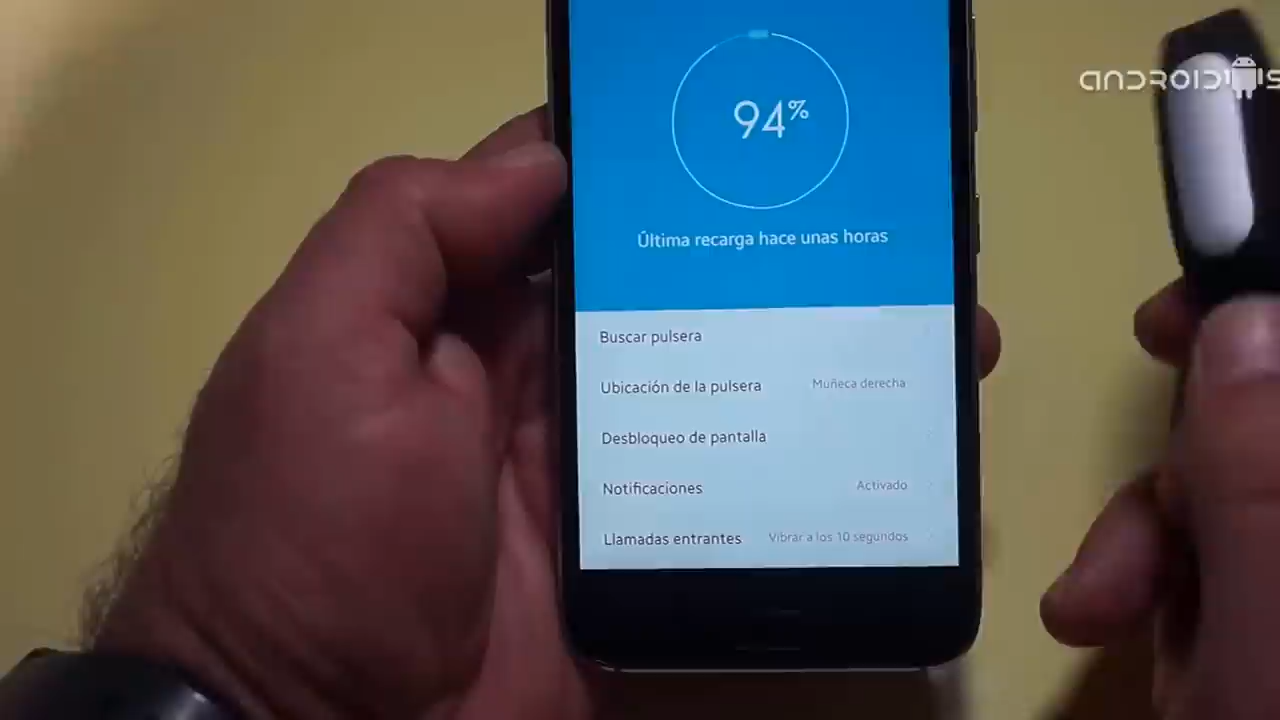 94%
ANDROIDS
Última recarga hace unas horas
Buscar pulsera
Ubicación de la pulsera Muñeca derecha
Desbloqueo de pantalla
Notificaciones Activado
Llamadas entrantes Vibrar a los 10 segundos